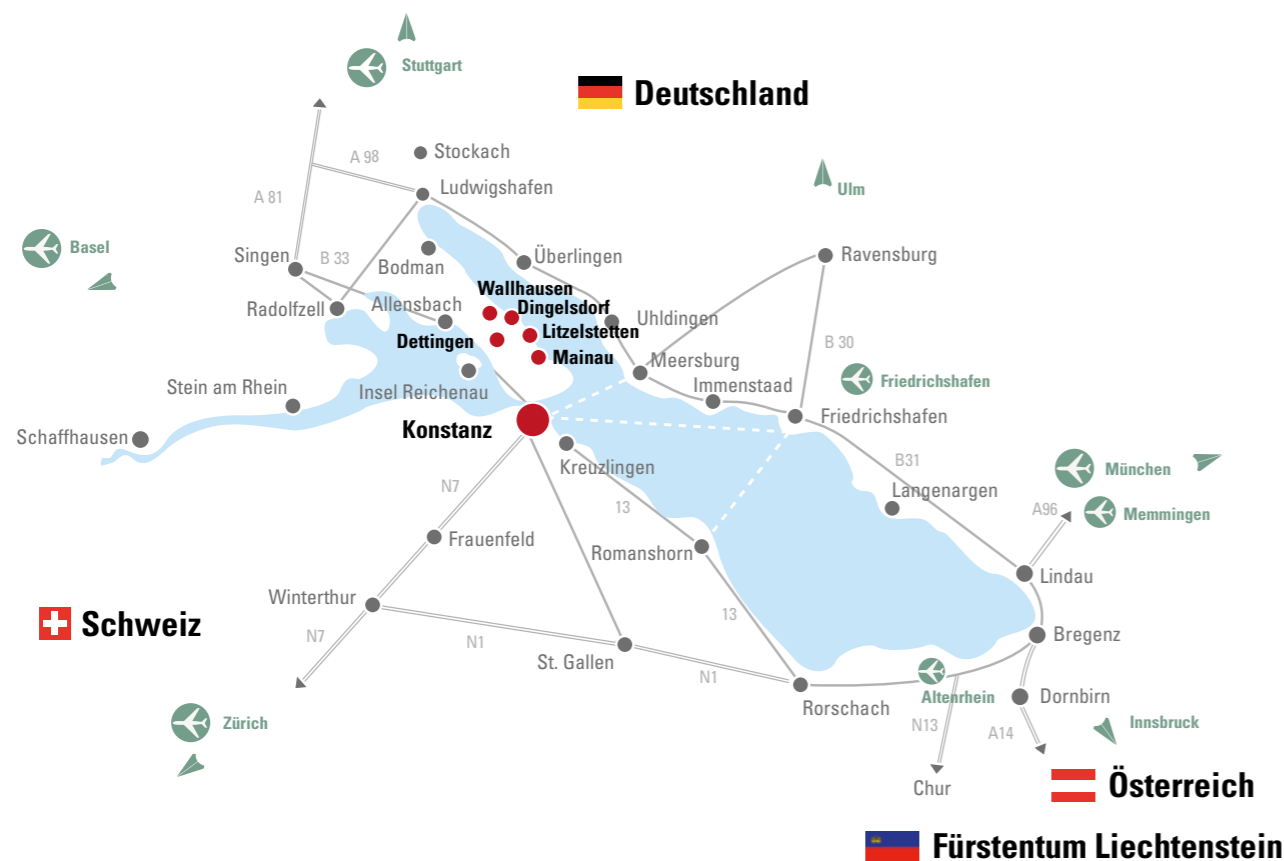 Stuttgart
Deutschland
A 98
Stockach
Ludwigshafen
Ulm
A 81
Basel
Singen
B 33
Bodman
Überlingen
Ravensburg
Wallhausen
Radolfzell
Allensbach
Dingelsdorf
Uhldingen
Litzelstetten
Dettingen
Mainau
Meersburg
B 30
Immenstaad
Friedrichshafen
Stein am Rhein
Insel Reichenau
Friedrichshafen
Schaffhausen
Konstanz
Kreuzlingen
B31
München
N7
Langenargen
13
A96
Memmingen
Frauenfeld
Romanshorn
Lindau
Winterthur
Schweiz
13
Bregenz
N7
N1
St. Gallen
N1
Altenrhein
Dornbirn
Rorschach
Zürich
N13
A14
Innsbruck
Chur
Österreich
Fürstentum Liechtenstein